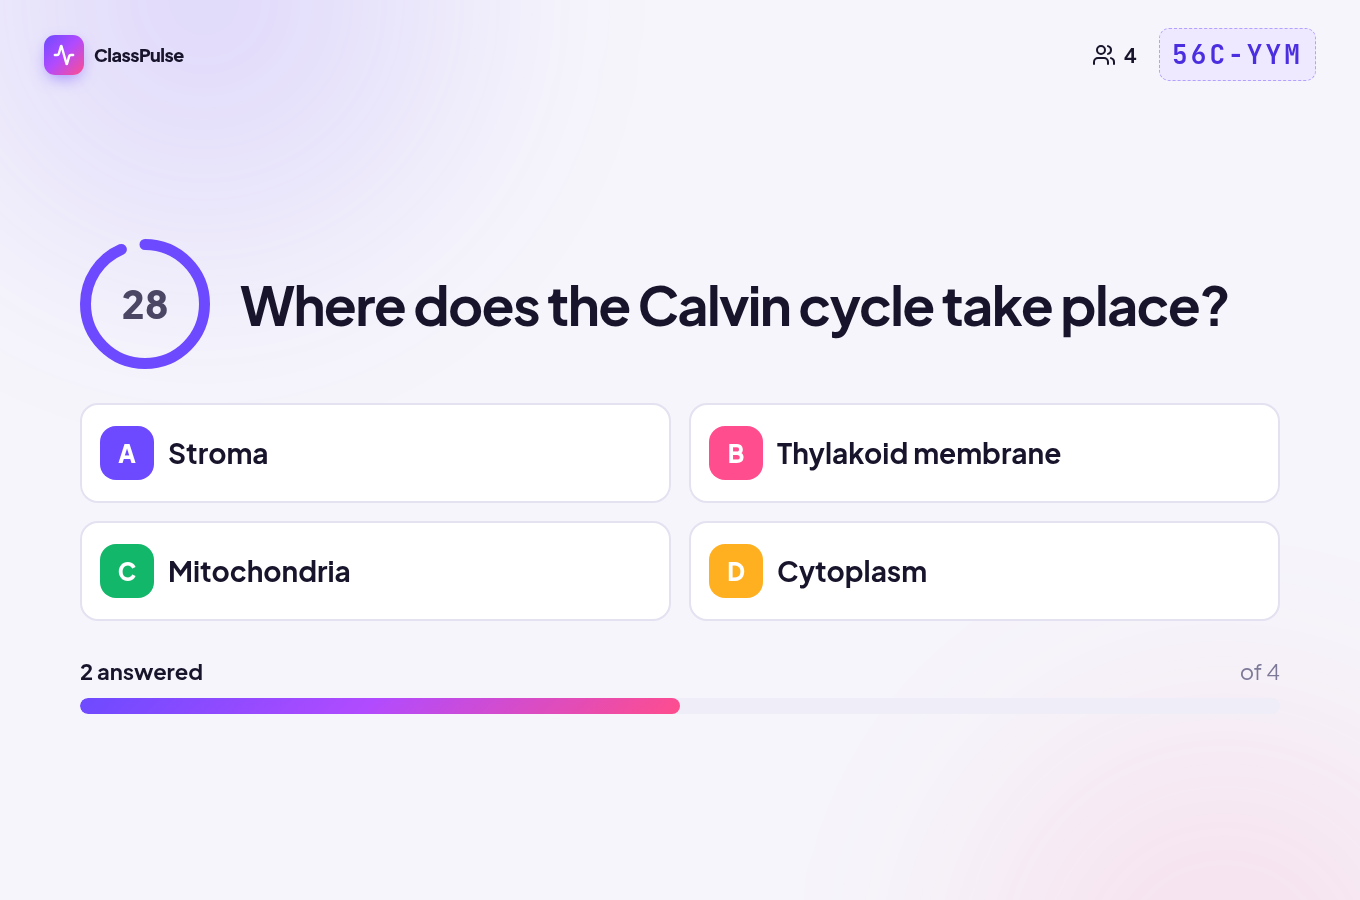 ClassPulse
4
56C-YYM
28
Where does the Calvin cycle take place?
A Stroma
B Thylakoid membrane
C Mitochondria
D Cytoplasm
2 answered
of 4